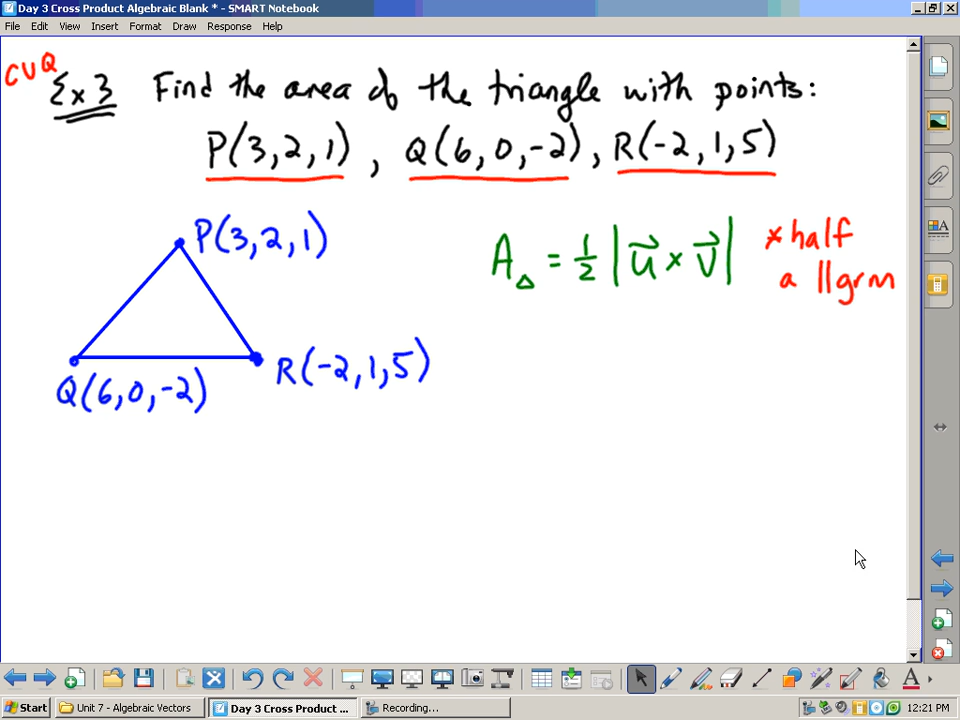 Day 3 Cross Product Algebraic Blank * - SMART Notebook
File Edit View Insert Format Draw Response Help
CUQ
Ex 3 Find the area of the triangle with points:
P(3,2,1), Q(6,0,-2), R(-2,1,5)
P(3,2,1)
A△ = 1/2 |u⃗ × v⃗| *half
a ||grm
R(-2,1,5)
Q(6,0,-2)
Start Unit 7 - Algebraic Vectors Day 3 Cross Product ... Recording... 12:21 PM